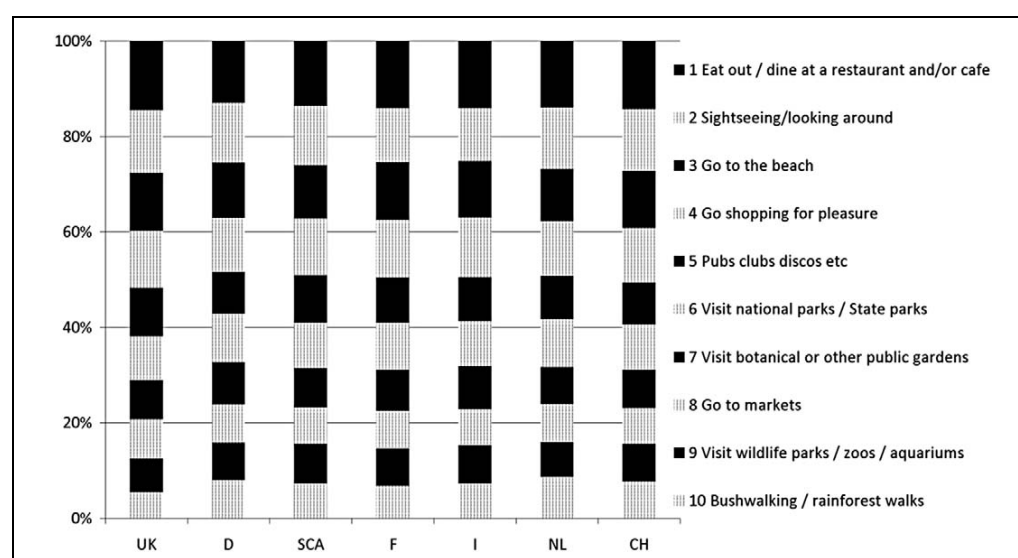 100%
80%
60%
40%
20%
0%
UK D SCA F I NL CH
1 Eat out / dine at a restaurant and/or cafe
2 Sightseeing/looking around
3 Go to the beach
4 Go shopping for pleasure
5 Pubs clubs discos etc
6 Visit national parks / State parks
7 Visit botanical or other public gardens
8 Go to markets
9 Visit wildlife parks / zoos / aquariums
10 Bushwalking / rainforest walks